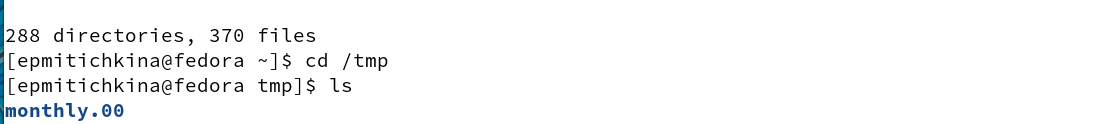 288 directories, 370 files
[epmitichkina@fedora ~]$ cd /tmp
[epmitichkina@fedora tmp]$ ls
monthly.00